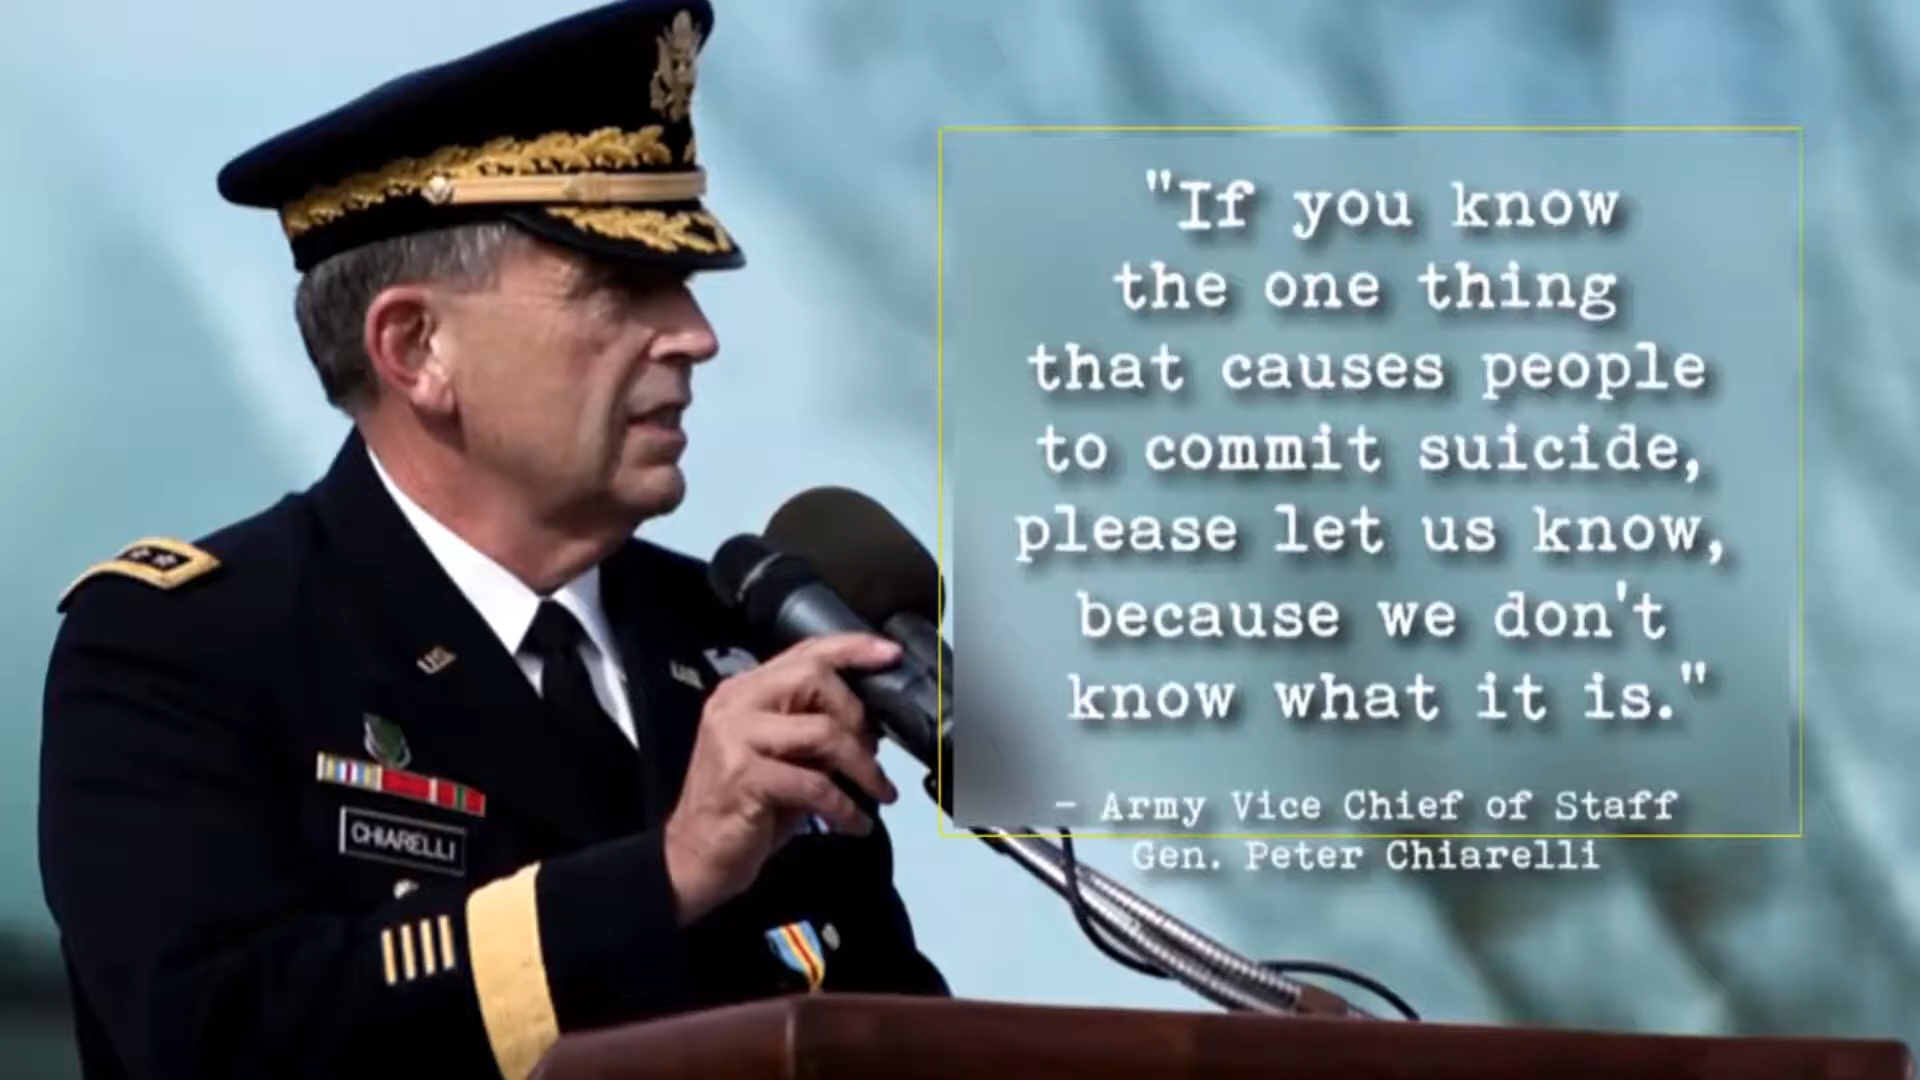 "If you know
the one thing
that causes people
to commit suicide,
please let us know,
because we don't
know what it is."
- Army Vice Chief of Staff
Gen. Peter Chiarelli
CHIARELLI
U.S.
U.S.